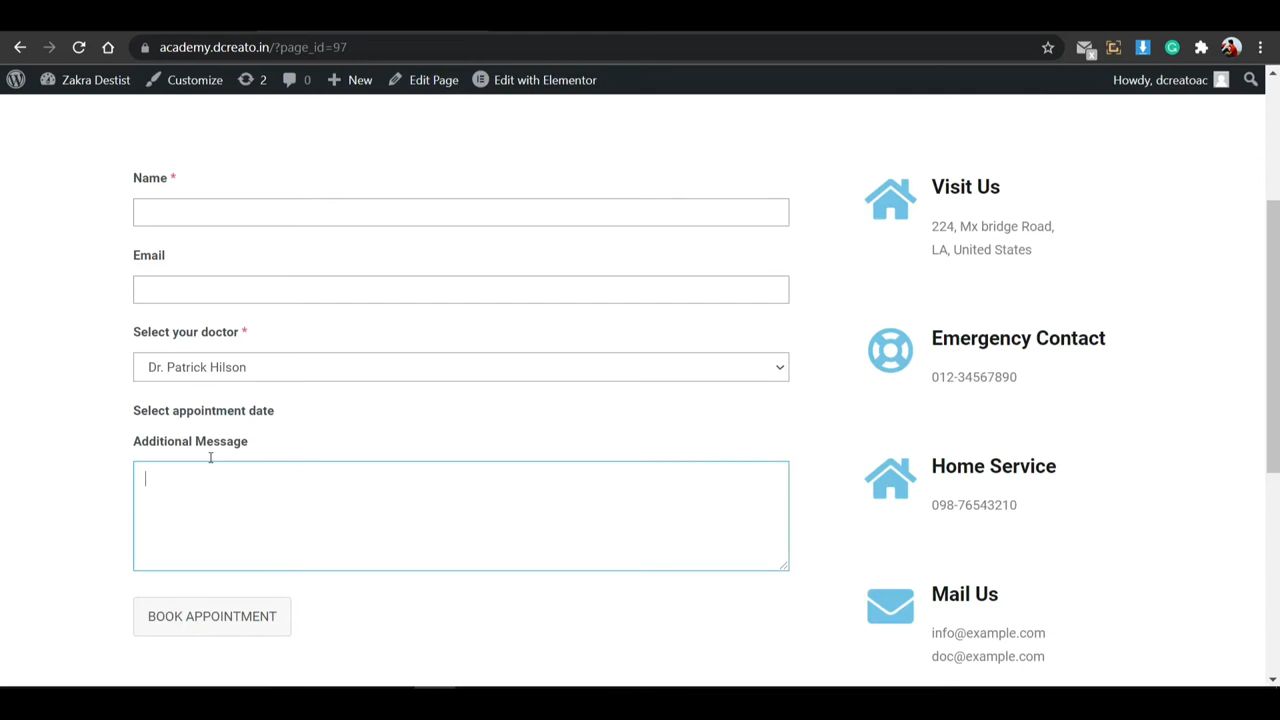 academy.dcreato.in/?page_id=97
Zakra Destist
Customize
2
0
New
Edit Page
Edit with Elementor
Howdy, dcreatoac
Name *
Email
Select your doctor *
Dr. Patrick Hilson
Select appointment date
Additional Message
BOOK APPOINTMENT
Visit Us
224, Mx bridge Road,
LA, United States
Emergency Contact
012-34567890
Home Service
098-76543210
Mail Us
info@example.com
doc@example.com